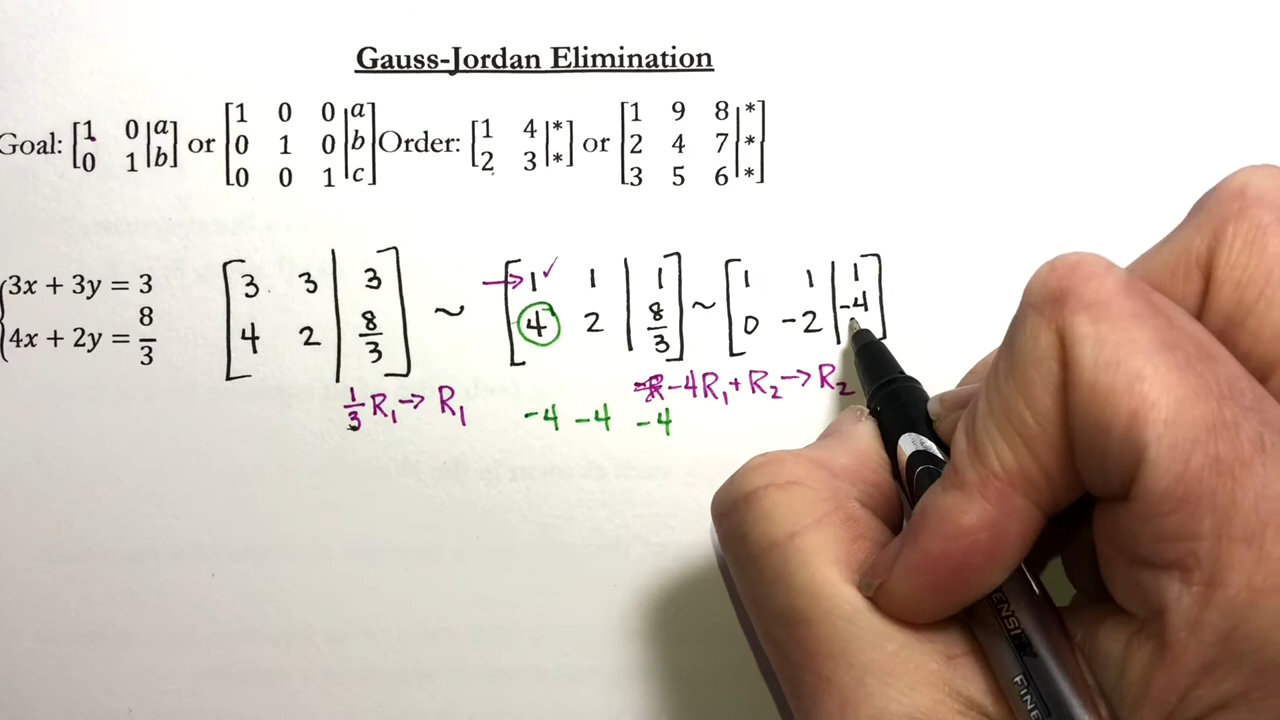 Gauss-Jordan Elimination
Goal: [1 0 | a] or [1 0 0 | a] Order: [1 4 | *] or [1 9 8 | *]
[0 1 | b] [0 1 0 | b] [2 3 | *] [2 4 7 | *]
[0 0 1 | c] [3 5 6 | *]
3x + 3y = 3
4x + 2y = 8/3
[3 3 | 3] ~ → [1 ✓ 1 | 1] ~ [1 1 | 1]
[4 2 | 8/3] [4 2 | 8/3] [0 -2 | -4
1/3 R₁ → R₁
-4R₁ + R₂ → R₂
-4 -4 -4
FINE